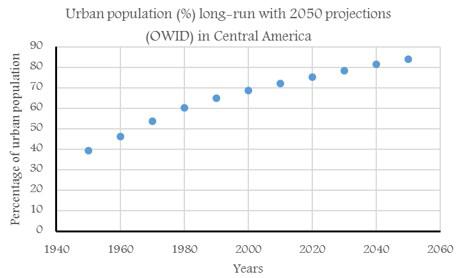 Urban population (%) long-run with 2050 projections
(OWID) in Central America
Percentage of urban population
90
80
70
60
50
40
30
20
10
0
1940 1960 1980 2000 2020 2040 2060
Years